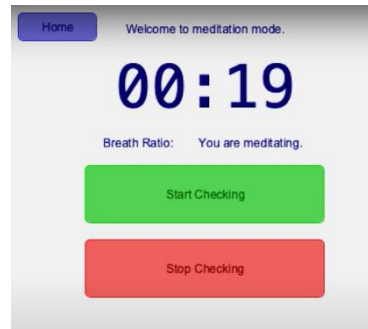 Home
Welcome to meditation mode.
00:19
Breath Ratio: You are meditating.
Start Checking
Stop Checking